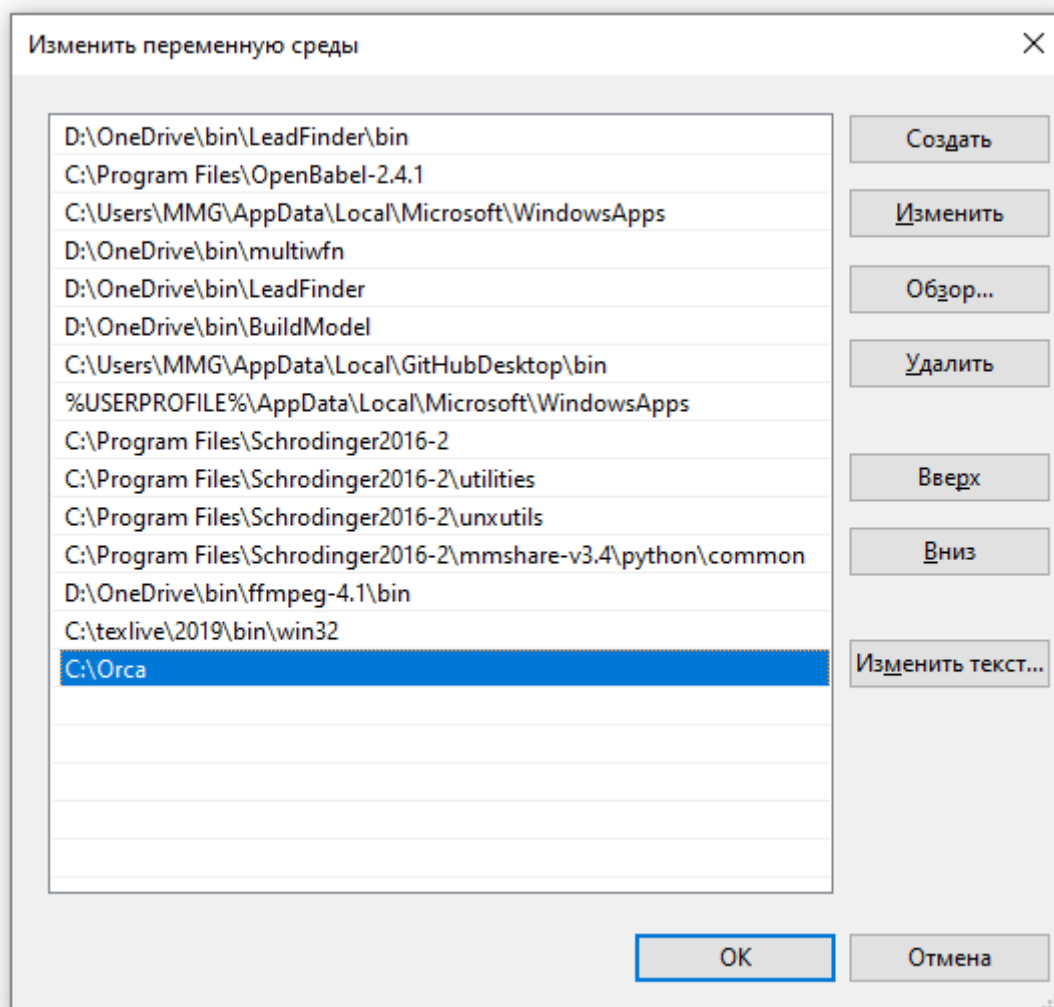 Изменить переменную среды
D:\OneDrive\bin\LeadFinder\bin
C:\Program Files\OpenBabel-2.4.1
C:\Users\MMG\AppData\Local\Microsoft\WindowsApps
D:\OneDrive\bin\multiwfn
D:\OneDrive\bin\LeadFinder
D:\OneDrive\bin\BuildModel
C:\Users\MMG\AppData\Local\GitHubDesktop\bin
%USERPROFILE%\AppData\Local\Microsoft\WindowsApps
C:\Program Files\Schrodinger2016-2
C:\Program Files\Schrodinger2016-2\utilities
C:\Program Files\Schrodinger2016-2\unxutils
C:\Program Files\Schrodinger2016-2\mmshare-v3.4\python\common
D:\OneDrive\bin\ffmpeg-4.1\bin
C:\texlive\2019\bin\win32
C:\Orca
Создать
Изменить
Обзор...
Удалить
Вверх
Вниз
Изменить текст...
OK
Отмена